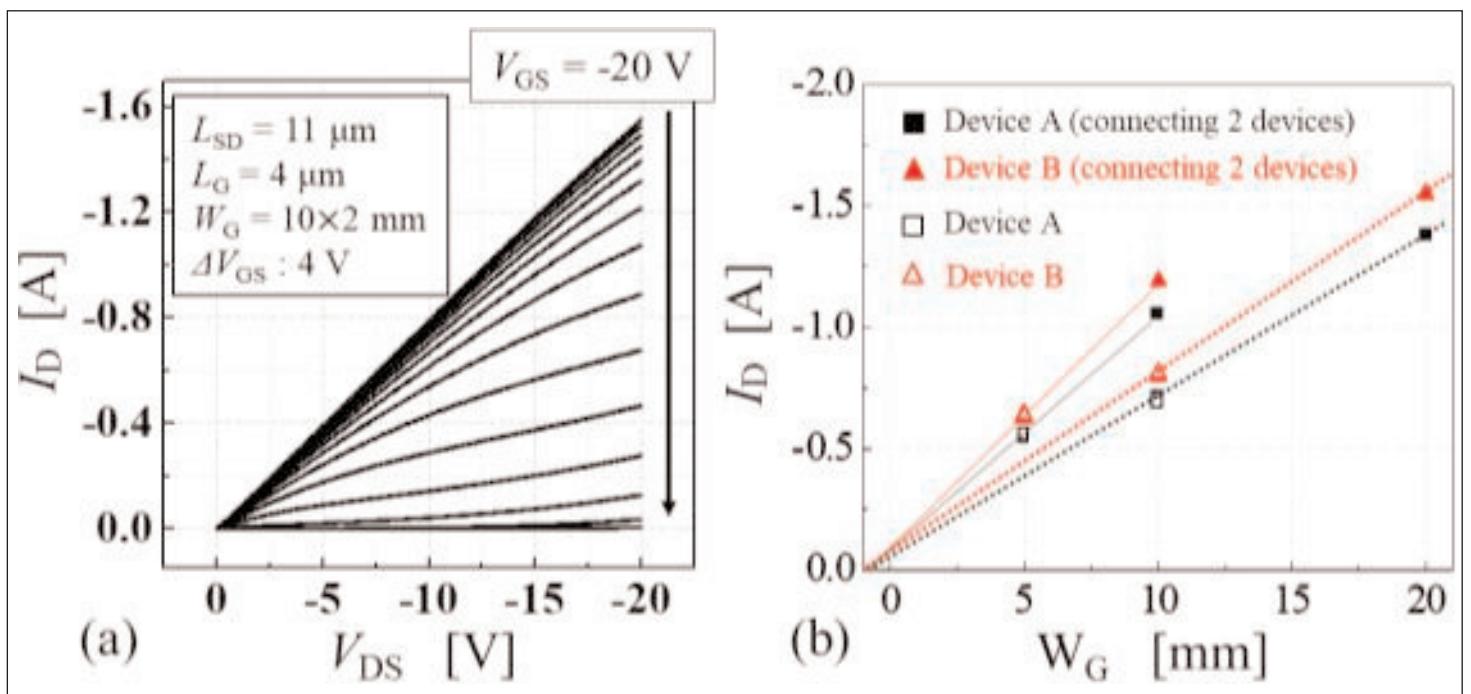 V_GS = -20 V
L_SD = 11 μm
L_G = 4 μm
W_G = 10×2 mm
ΔV_GS : 4 V
-1.6
-1.2
-0.8
-0.4
0.0
I_D [A]
0 -5 -10 -15 -20
V_DS [V]
(a)
-2.0
-1.5
-1.0
-0.5
0.0
I_D [A]
Device A (connecting 2 devices)
Device B (connecting 2 devices)
Device A
Device B
0 5 10 15 20
W_G [mm]
(b)